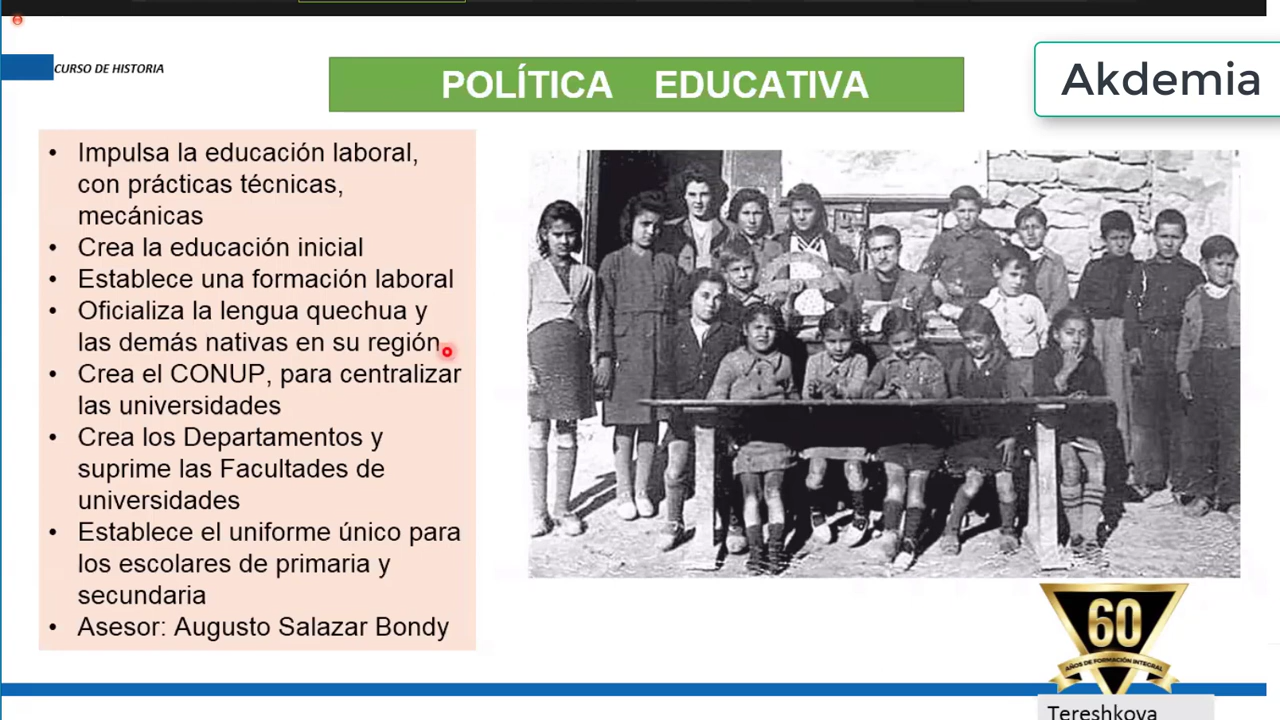 CURSO DE HISTORIA
POLÍTICA EDUCATIVA
Akdemia
• Impulsa la educación laboral,
con prácticas técnicas,
mecánicas
• Crea la educación inicial
• Establece una formación laboral
• Oficializa la lengua quechua y
las demás nativas en su región.
• Crea el CONUP, para centralizar
las universidades
• Crea los Departamentos y
suprime las Facultades de
universidades
• Establece el uniforme único para
los escolares de primaria y
secundaria
• Asesor: Augusto Salazar Bondy
60
AÑOS DE FORMACIÓN INTEGRAL
Tereshkova